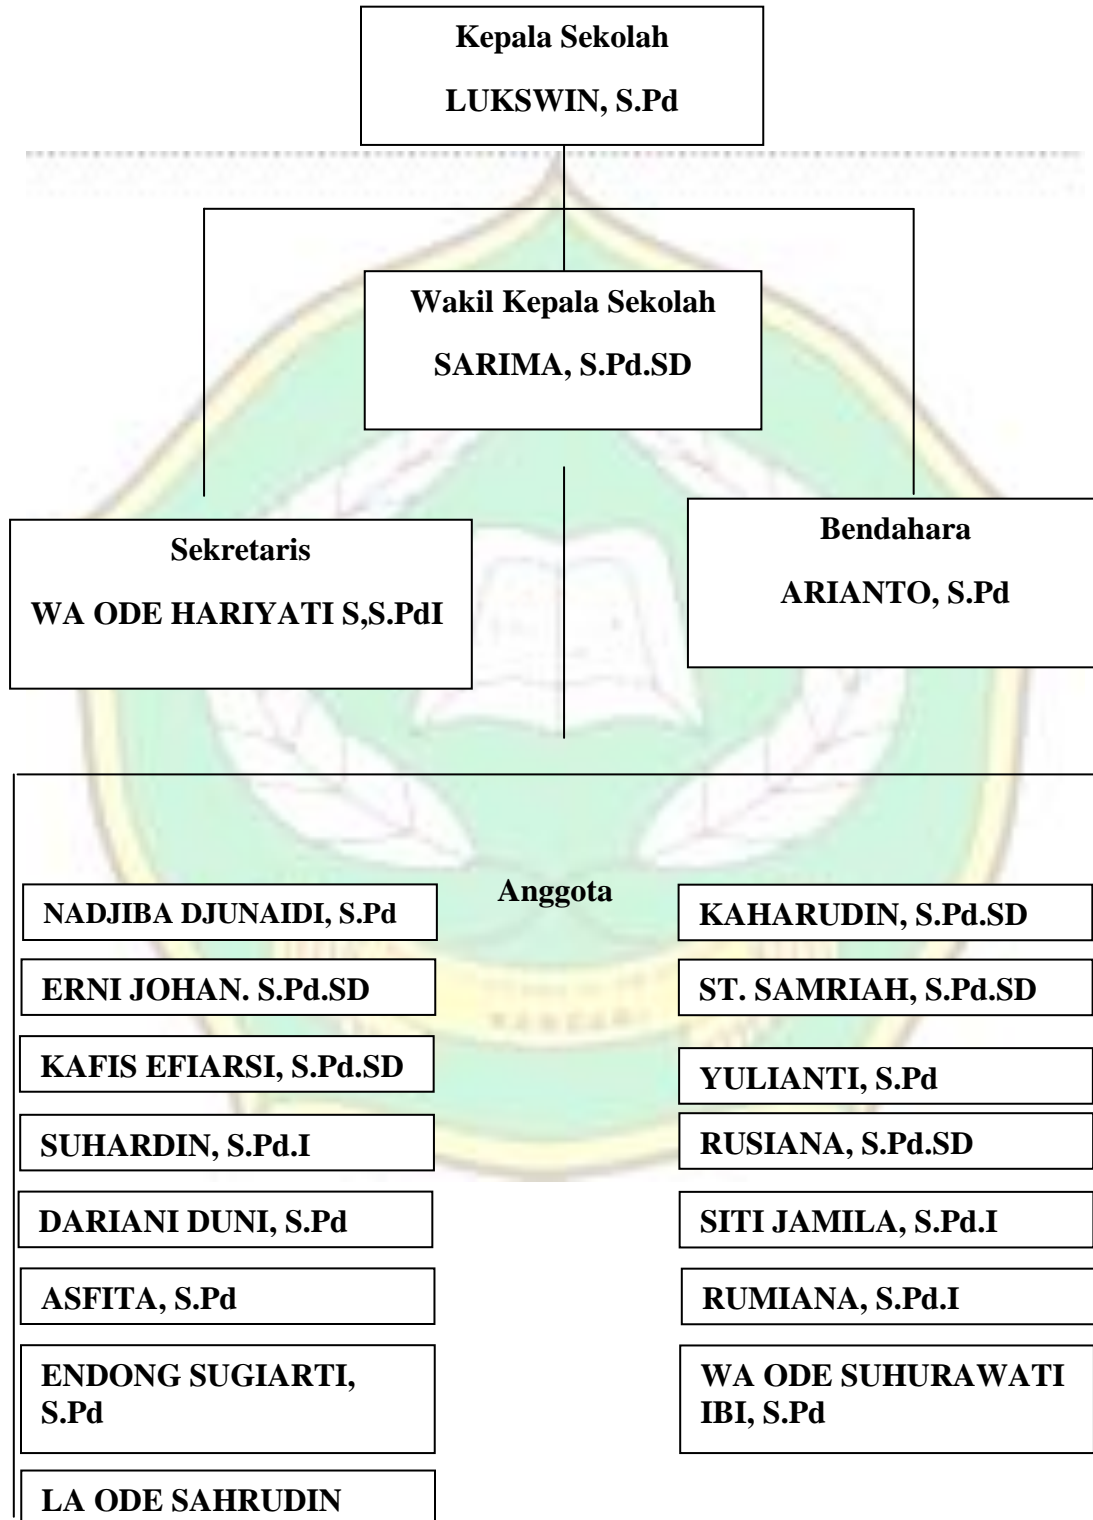 Kepala Sekolah
LUKSWIN, S.Pd
Wakil Kepala Sekolah
SARIMA, S.Pd.SD
Sekretaris
WA ODE HARIYATI S,S.PdI
Bendahara
ARIANTO, S.Pd
Anggota
NADJIBA DJUNAIDI, S.Pd
ERNI JOHAN. S.Pd.SD
KAFIS EFIARSI, S.Pd.SD
SUHARDIN, S.Pd.I
DARIANI DUNI, S.Pd
ASFITA, S.Pd
ENDONG SUGIARTI,
S.Pd
LA ODE SAHRUDIN
KAHARUDIN, S.Pd.SD
ST. SAMRIAH, S.Pd.SD
YULIANTI, S.Pd
RUSIANA, S.Pd.SD
SITI JAMILA, S.Pd.I
RUMIANA, S.Pd.I
WA ODE SUHURAWATI
IBI, S.Pd